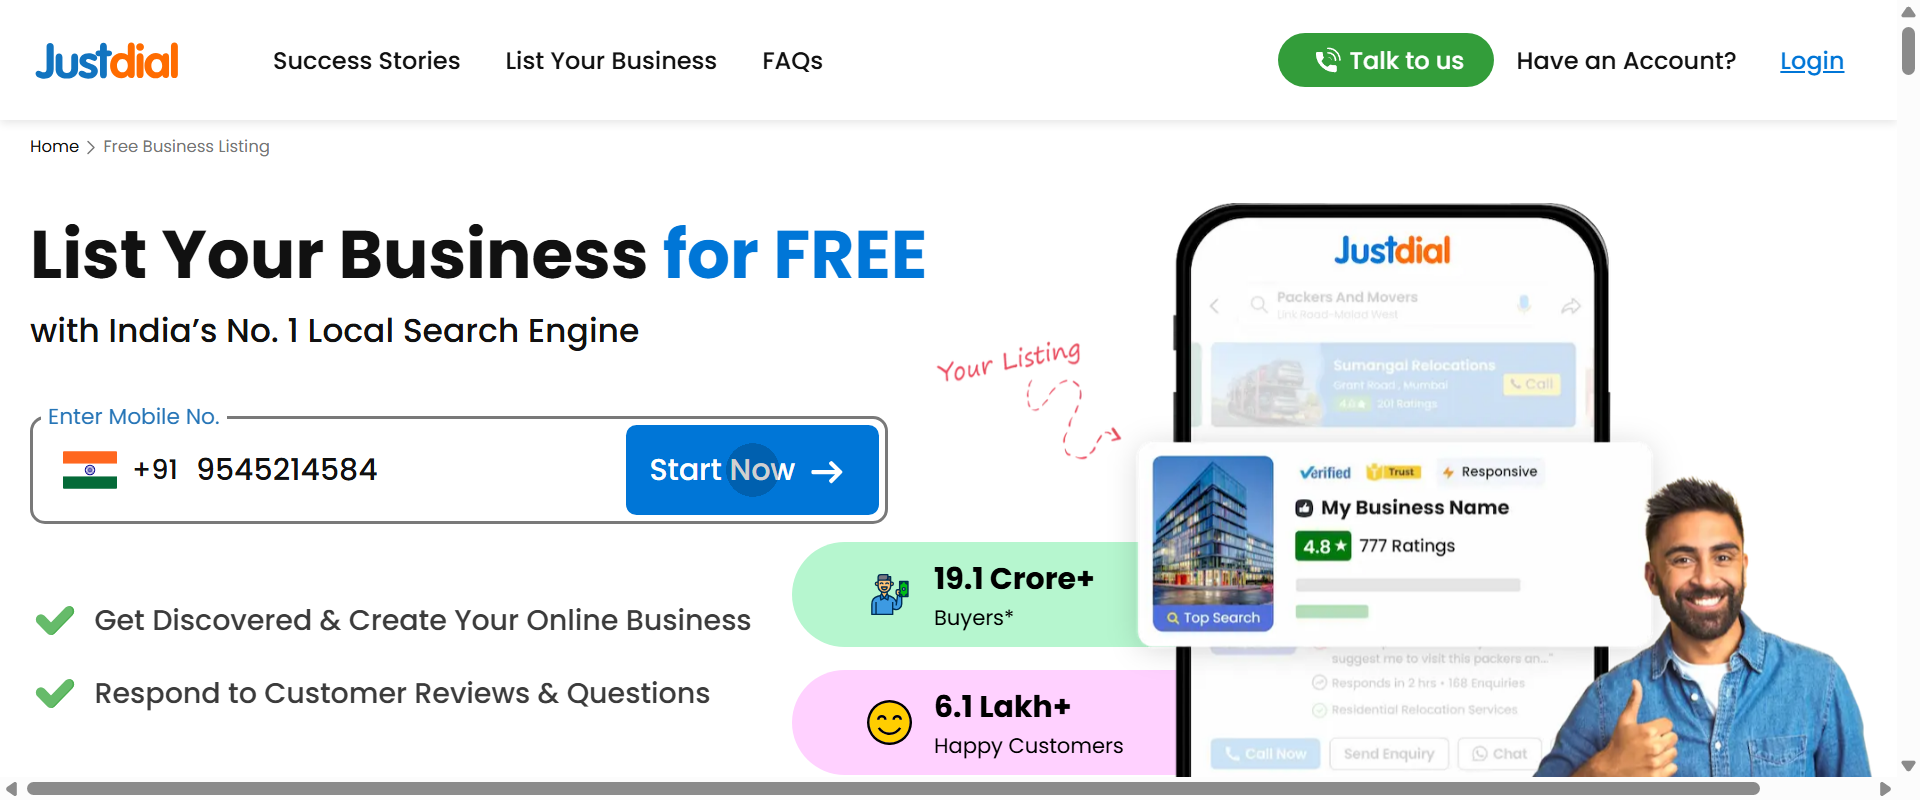 Justdial
Success Stories
List Your Business
FAQs
Talk to us
Have an Account?
Login
Home
Free Business Listing
List Your Business for FREE
with India’s No. 1 Local Search Engine
Enter Mobile No.
+91 9545214584
Start Now
Get Discovered & Create Your Online Business
Respond to Customer Reviews & Questions
19.1 Crore+
Buyers*
6.1 Lakh+
Happy Customers
Your Listing
Justdial
Packers And Movers
Link Road-Malad West
Sumangal Relocations
Grant Road, Mumbai
4.8 201 Ratings
Call
Verified
Trust
Responsive
My Business Name
4.8 ★ 777 Ratings
Top Search
suggest me to visit this packers an..."
Responds in 2 hrs • 168 Enquiries
Residential Relocation Services
Call Now
Send Enquiry
Chat